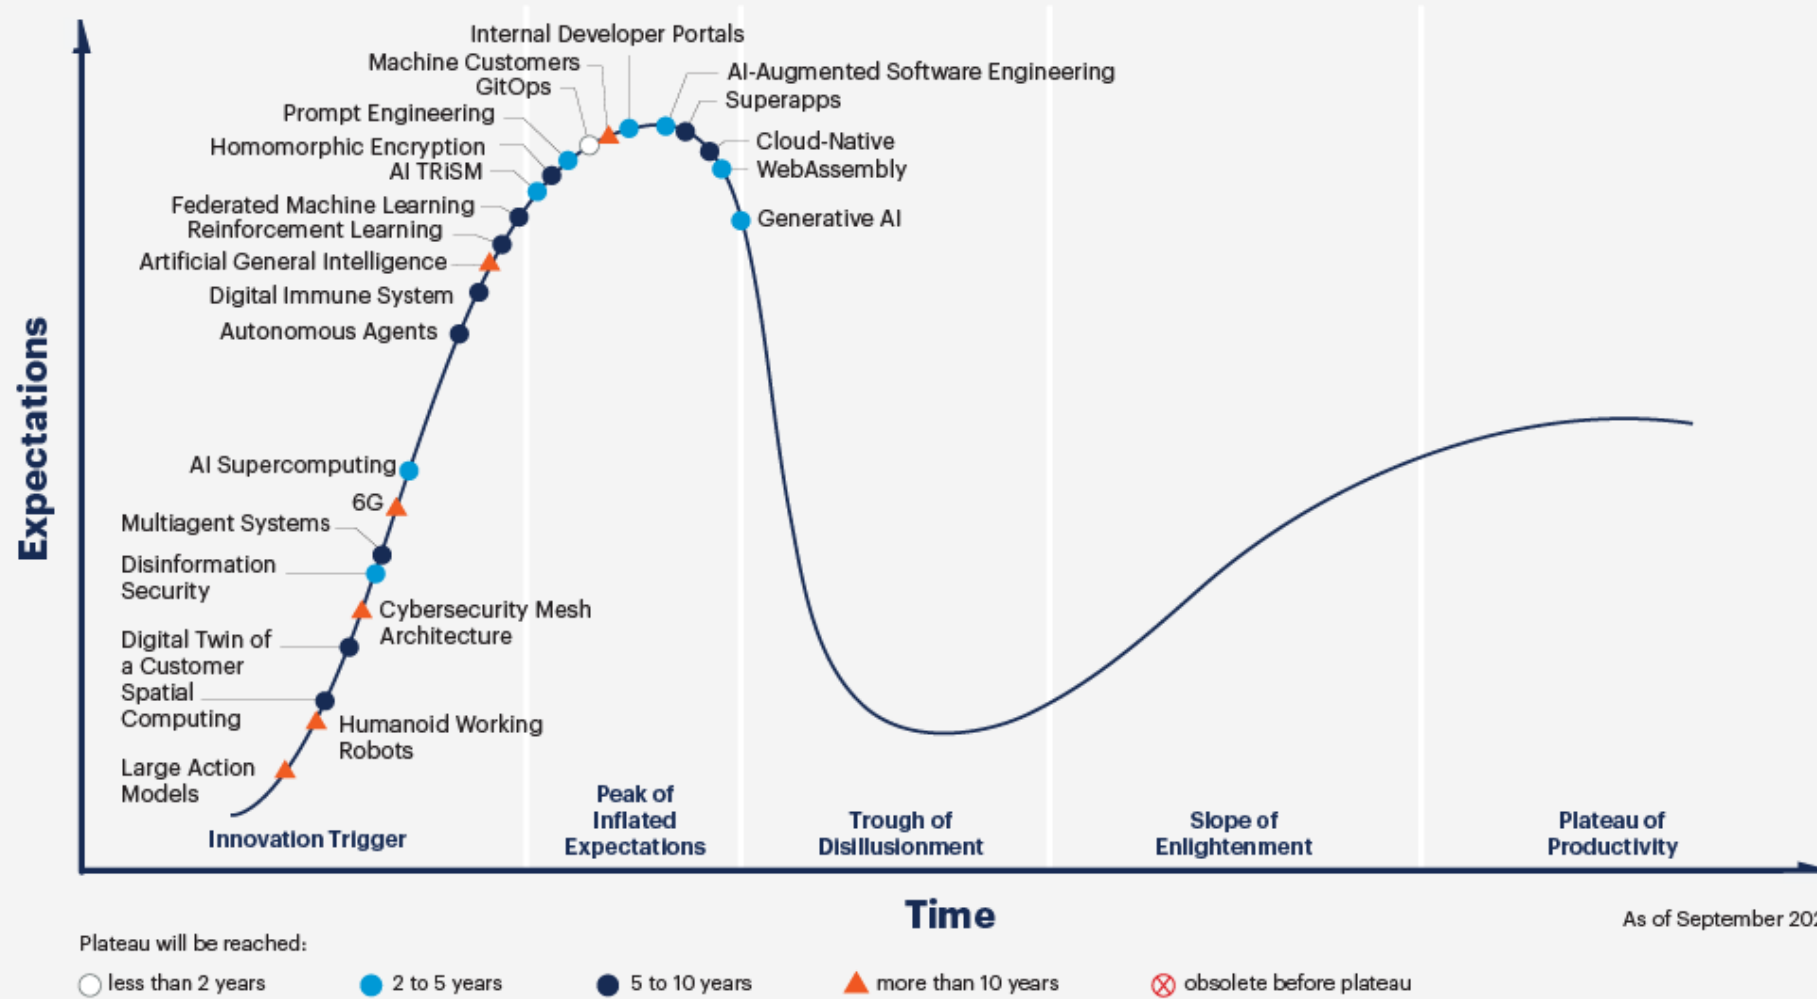 Internal Developer Portals
Machine Customers
GitOps
Prompt Engineering
Homomorphic Encryption
AI TRiSM
Federated Machine Learning
Reinforcement Learning
Artificial General Intelligence
Digital Immune System
Autonomous Agents
AI Supercomputing
6G
Multiagent Systems
Disinformation
Security
Cybersecurity Mesh
Architecture
Digital Twin of
a Customer
Spatial
Computing
Humanoid Working
Robots
Large Action
Models
AI-Augmented Software Engineering
Superapps
Cloud-Native
WebAssembly
Generative AI
Expectations
Innovation Trigger
Peak of
Inflated
Expectations
Trough of
Disillusionment
Slope of
Enlightenment
Plateau of
Productivity
Time
As of September
Plateau will be reached:
less than 2 years
2 to 5 years
5 to 10 years
more than 10 years
obsolete before plateau